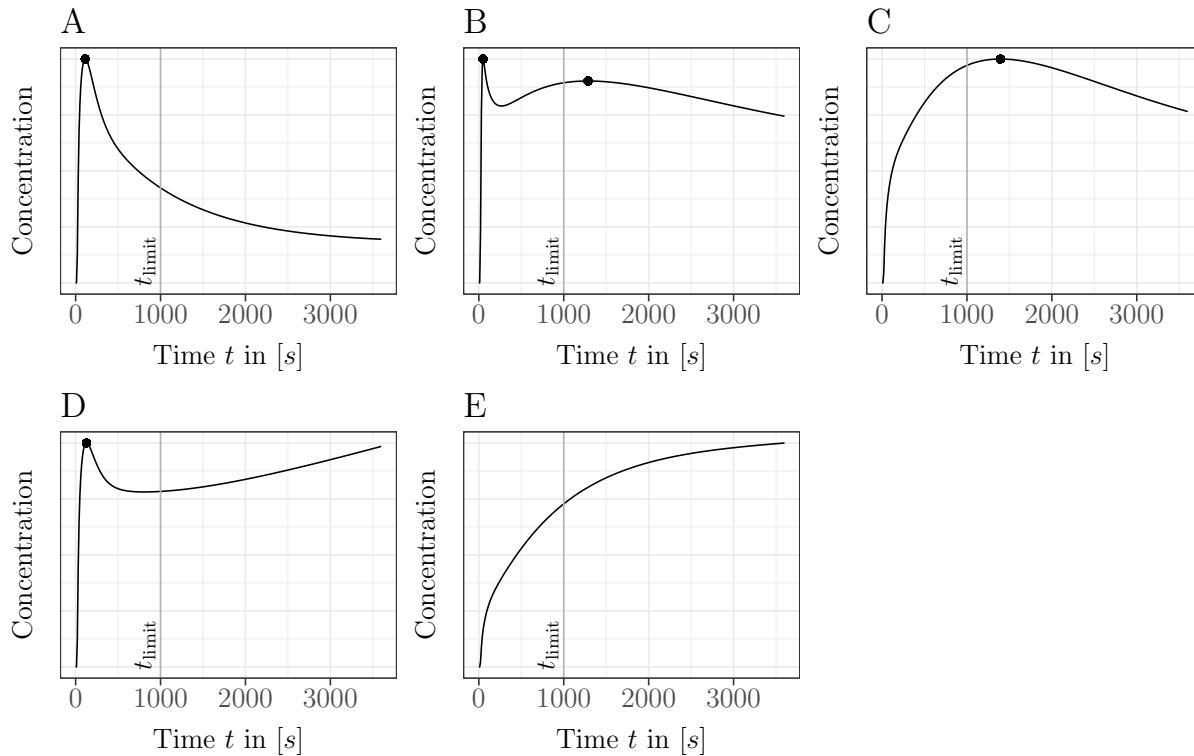 A
B
C
Concentration
Concentration
Concentration
t_limit
t_limit
t_limit
0 1000 2000 3000
0 1000 2000 3000
0 1000 2000 3000
Time t in [s]
Time t in [s]
Time t in [s]
D
E
Concentration
Concentration
t_limit
t_limit
0 1000 2000 3000
0 1000 2000 3000
Time t in [s]
Time t in [s]